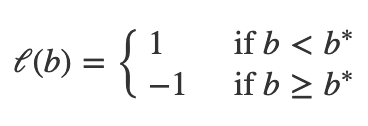 ℓ(b) = { 1 if b < b*
−1 if b ≥ b*